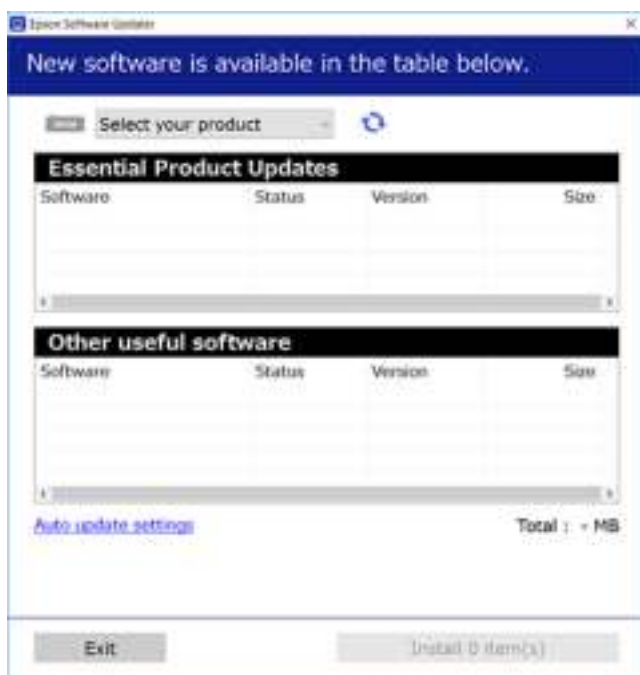 Epson Software Updater
New software is available in the table below.
Select your product
Essential Product Updates
Software Status Version Size
Other useful software
Software Status Version Size
Auto update settings
Total : - MB
Exit
Install 0 item(s)